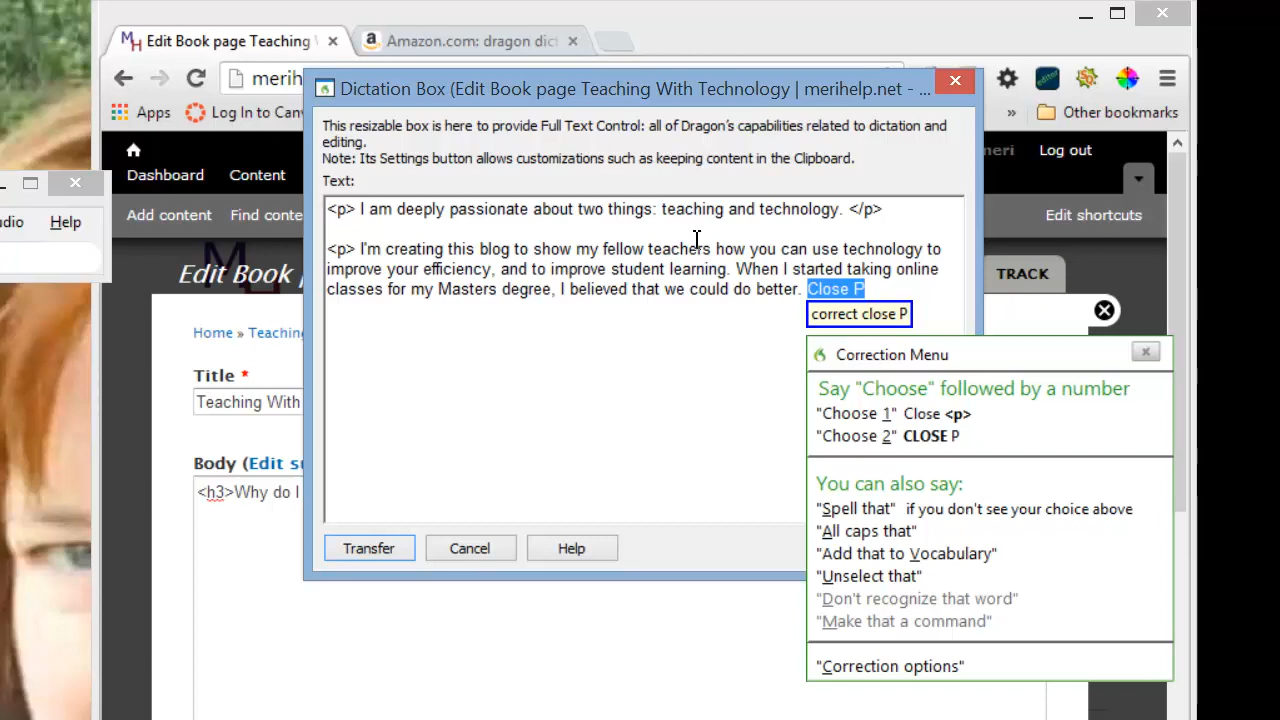 Edit Book page Teaching
Amazon.com: dragon dic
merih
Apps
Log In to Can
Other bookmarks
Dictation Box (Edit Book page Teaching With Technology | merihelp.net - ...
This resizable box is here to provide Full Text Control: all of Dragon's capabilities related to dictation and
editing.
Note: Its Settings button allows customizations such as keeping content in the Clipboard.
Text:
<p> I am deeply passionate about two things: teaching and technology. </p>
<p> I'm creating this blog to show my fellow teachers how you can use technology to
improve your efficiency, and to improve student learning. When I started taking online
classes for my Masters degree, I believed that we could do better. Close P
correct close P
Correction Menu
Say "Choose" followed by a number
"Choose 1" Close <p>
"Choose 2" CLOSE P
You can also say:
"Spell that" if you don't see your choice above
"All caps that"
"Add that to Vocabulary"
"Unselect that"
"Don't recognize that word"
"Make that a command"
"Correction options"
Transfer
Cancel
Help
Dashboard
Content
meri
Log out
Add content
Find conte
Edit shortcuts
dio
Help
Edit Book p
TRACK
Home » Teachin
Title *
Teaching With
Body (Edit su
<h3>Why do I